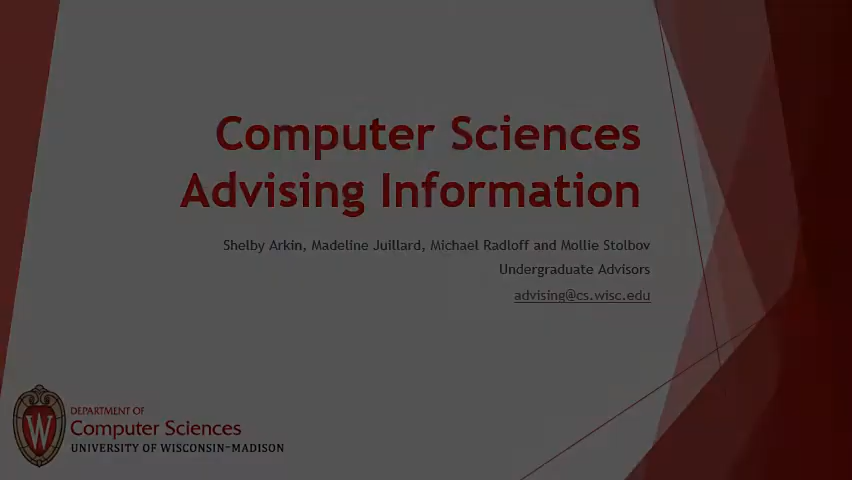 Computer Sciences
Advising Information
Shelby Arkin, Madeline Juillard, Michael Radloff and Mollie Stolbov
Undergraduate Advisors
advising@cs.wisc.edu
W
DEPARTMENT OF
Computer Sciences
UNIVERSITY OF WISCONSIN-MADISON